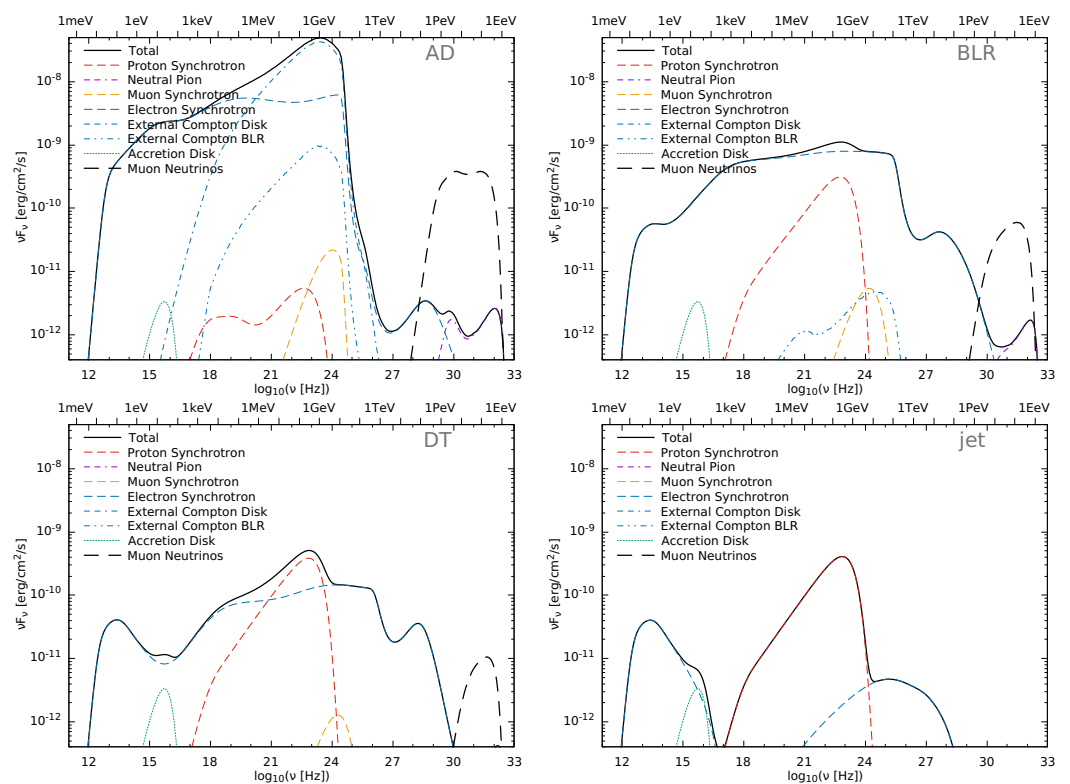 1meV 1eV 1keV 1MeV 1GeV 1TeV 1PeV 1EeV
AD
Total
Proton Synchrotron
Neutral Pion
Muon Synchrotron
Electron Synchrotron
External Compton Disk
External Compton BLR
Accretion Disk
Muon Neutrinos
νFν [erg/cm²/s]
10⁻⁸
10⁻⁹
10⁻¹⁰
10⁻¹¹
10⁻¹²
12 15 18 21 24 27 30 33
log₁₀(ν [Hz])
1meV 1eV 1keV 1MeV 1GeV 1TeV 1PeV 1EeV
BLR
Total
Proton Synchrotron
Neutral Pion
Muon Synchrotron
Electron Synchrotron
External Compton Disk
External Compton BLR
Accretion Disk
Muon Neutrinos
νFν [erg/cm²/s]
10⁻⁸
10⁻⁹
10⁻¹⁰
10⁻¹¹
10⁻¹²
12 15 18 21 24 27 30 33
log₁₀(ν [Hz])
1meV 1eV 1keV 1MeV 1GeV 1TeV 1PeV 1EeV
DT
Total
Proton Synchrotron
Neutral Pion
Muon Synchrotron
Electron Synchrotron
External Compton Disk
External Compton BLR
Accretion Disk
Muon Neutrinos
νFν [erg/cm²/s]
10⁻⁸
10⁻⁹
10⁻¹⁰
10⁻¹¹
10⁻¹²
12 15 18 21 24 27 30 33
log₁₀(ν [Hz])
1meV 1eV 1keV 1MeV 1GeV 1TeV 1PeV 1EeV
jet
Total
Proton Synchrotron
Neutral Pion
Muon Synchrotron
Electron Synchrotron
External Compton Disk
External Compton BLR
Accretion Disk
Muon Neutrinos
νFν [erg/cm²/s]
10⁻⁸
10⁻⁹
10⁻¹⁰
10⁻¹¹
10⁻¹²
12 15 18 21 24 27 30 33
log₁₀(ν [Hz])